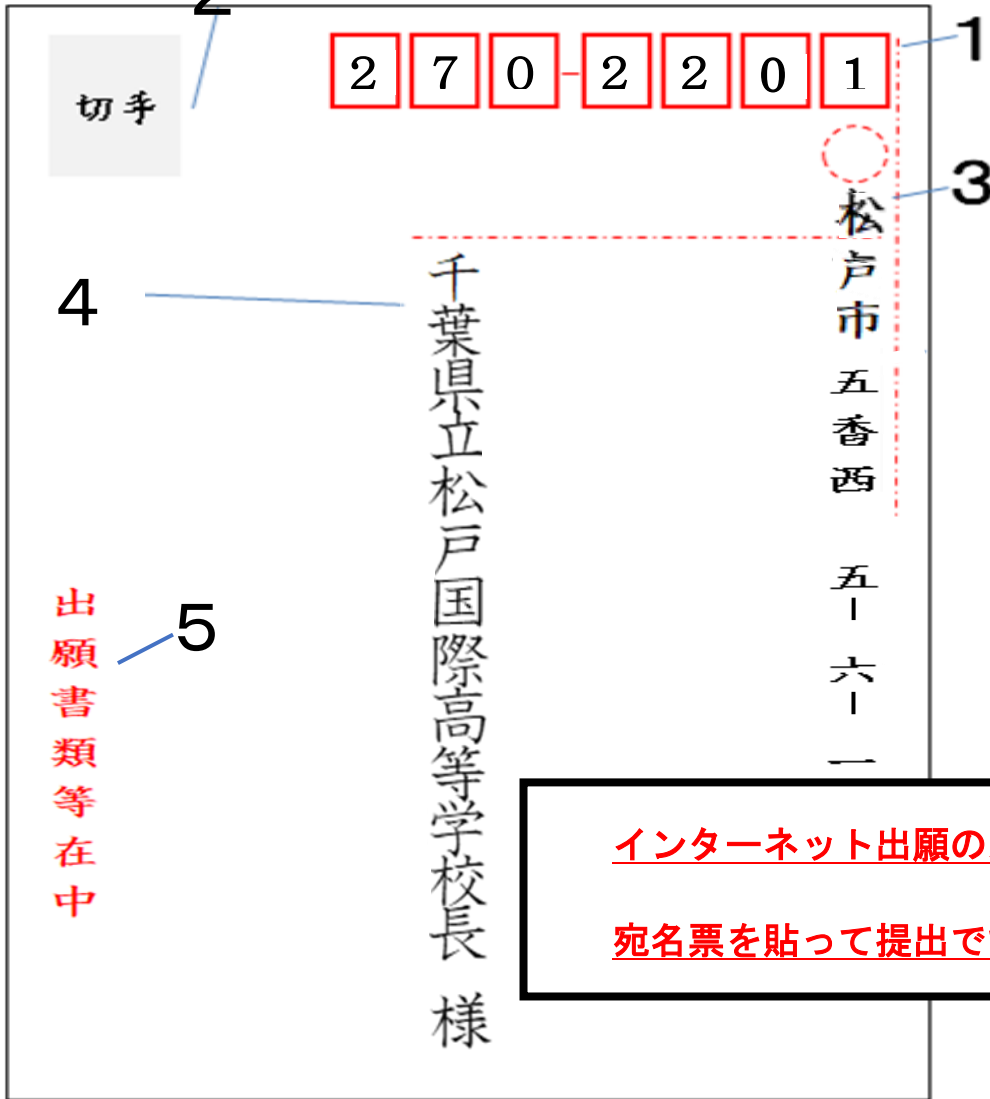 2
1
切手
270-2201
3
松戸市五香西 五-六-一
4
千葉県立松戸国際高等学校長 様
5
出願書類等在中
インターネット出願の
宛名票を貼って提出で